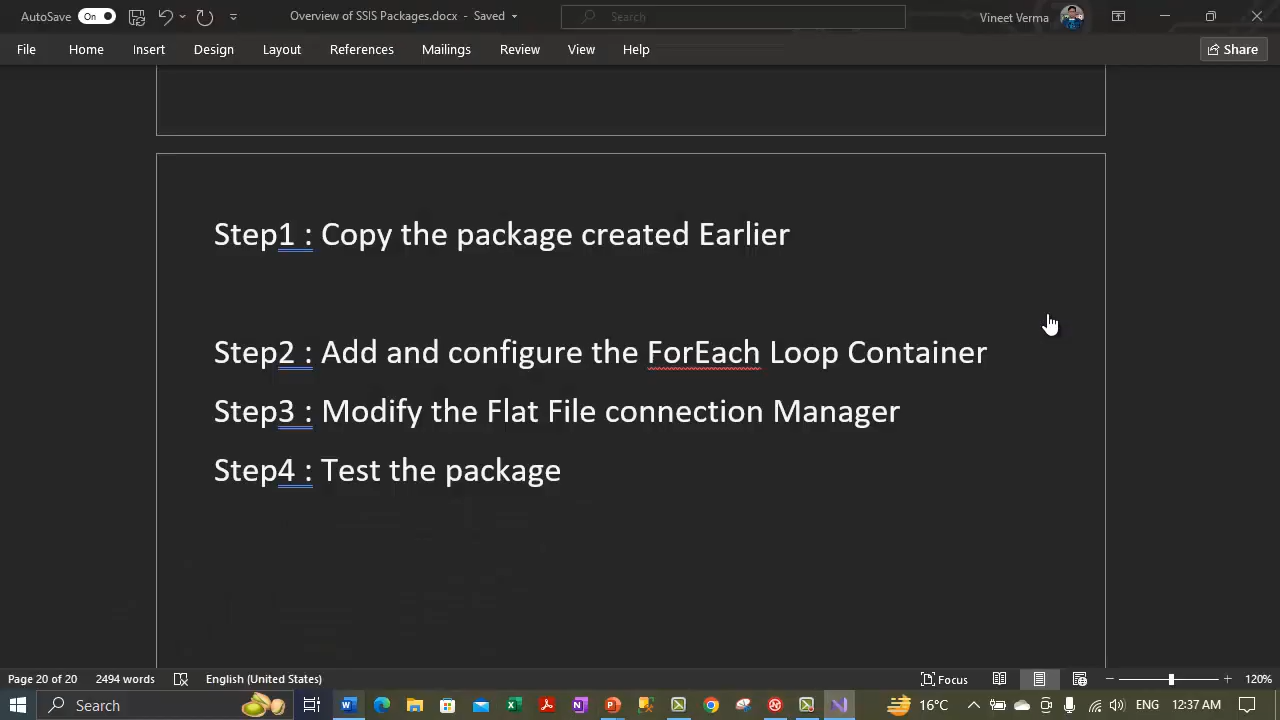 AutoSave On Overview of SSIS Packages.docx - Saved Search Vineet Verma
File Home Insert Design Layout References Mailings Review View Help Share
Step1 : Copy the package created Earlier
Step2 : Add and configure the ForEach Loop Container
Step3 : Modify the Flat File connection Manager
Step4 : Test the package
Page 20 of 20 2494 words English (United States) Focus 120%
Search 16°C ENG 12:37 AM